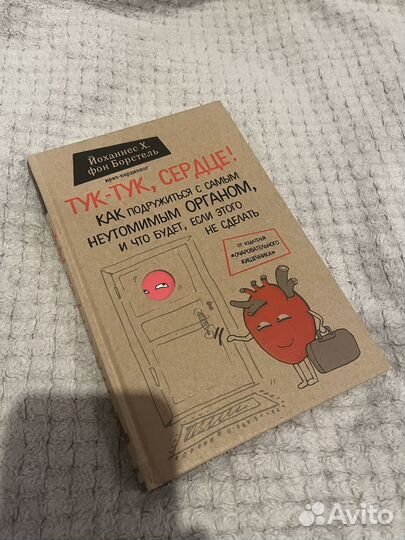 Йоханнес Х.
фон Борстель
врач-кардиолог
ТУК-ТУК, СЕРДЦЕ!
КАК ПОДРУЖИТЬСЯ С САМЫМ
НЕУТОМИМЫМ ОРГАНОМ,
И ЧТО БУДЕТ, ЕСЛИ ЭТОГО
НЕ СДЕЛАТЬ
ОТ ИЗДАТЕЛЯ
«ОЧАРОВАТЕЛЬНОГО
КИШЕЧНИКА»
Avito